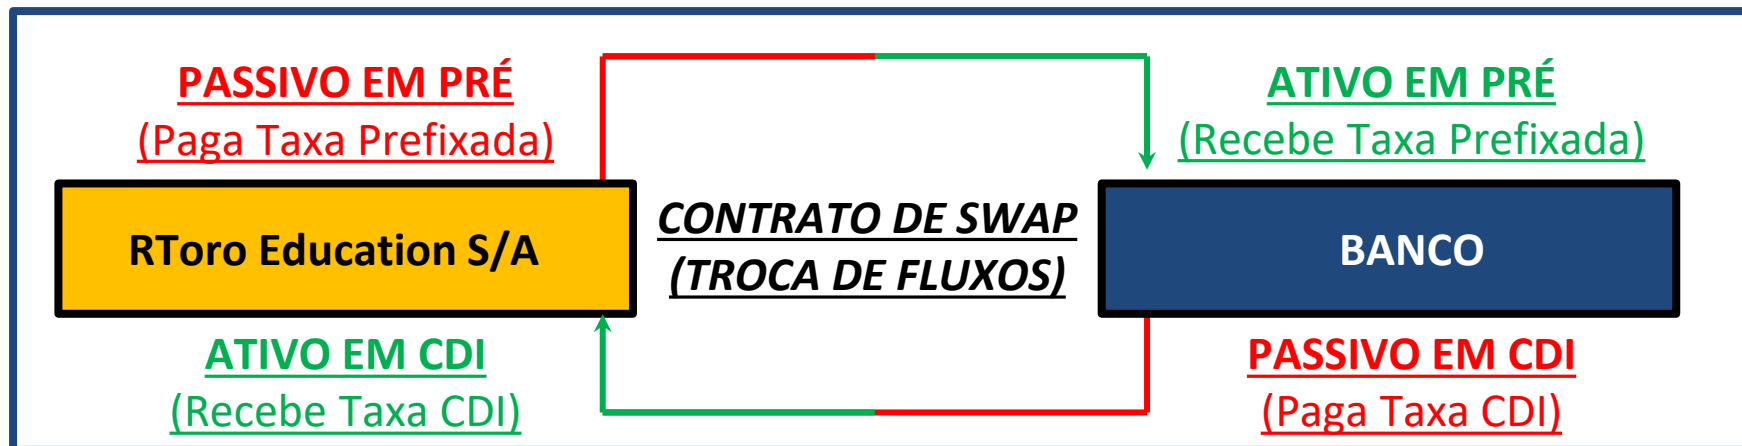 PASSIVO EM PRÉ
(Paga Taxa Prefixada)
ATIVO EM PRÉ
(Recebe Taxa Prefixada)
RToro Education S/A
CONTRATO DE SWAP
(TROCA DE FLUXOS)
BANCO
ATIVO EM CDI
(Recebe Taxa CDI)
PASSIVO EM CDI
(Paga Taxa CDI)